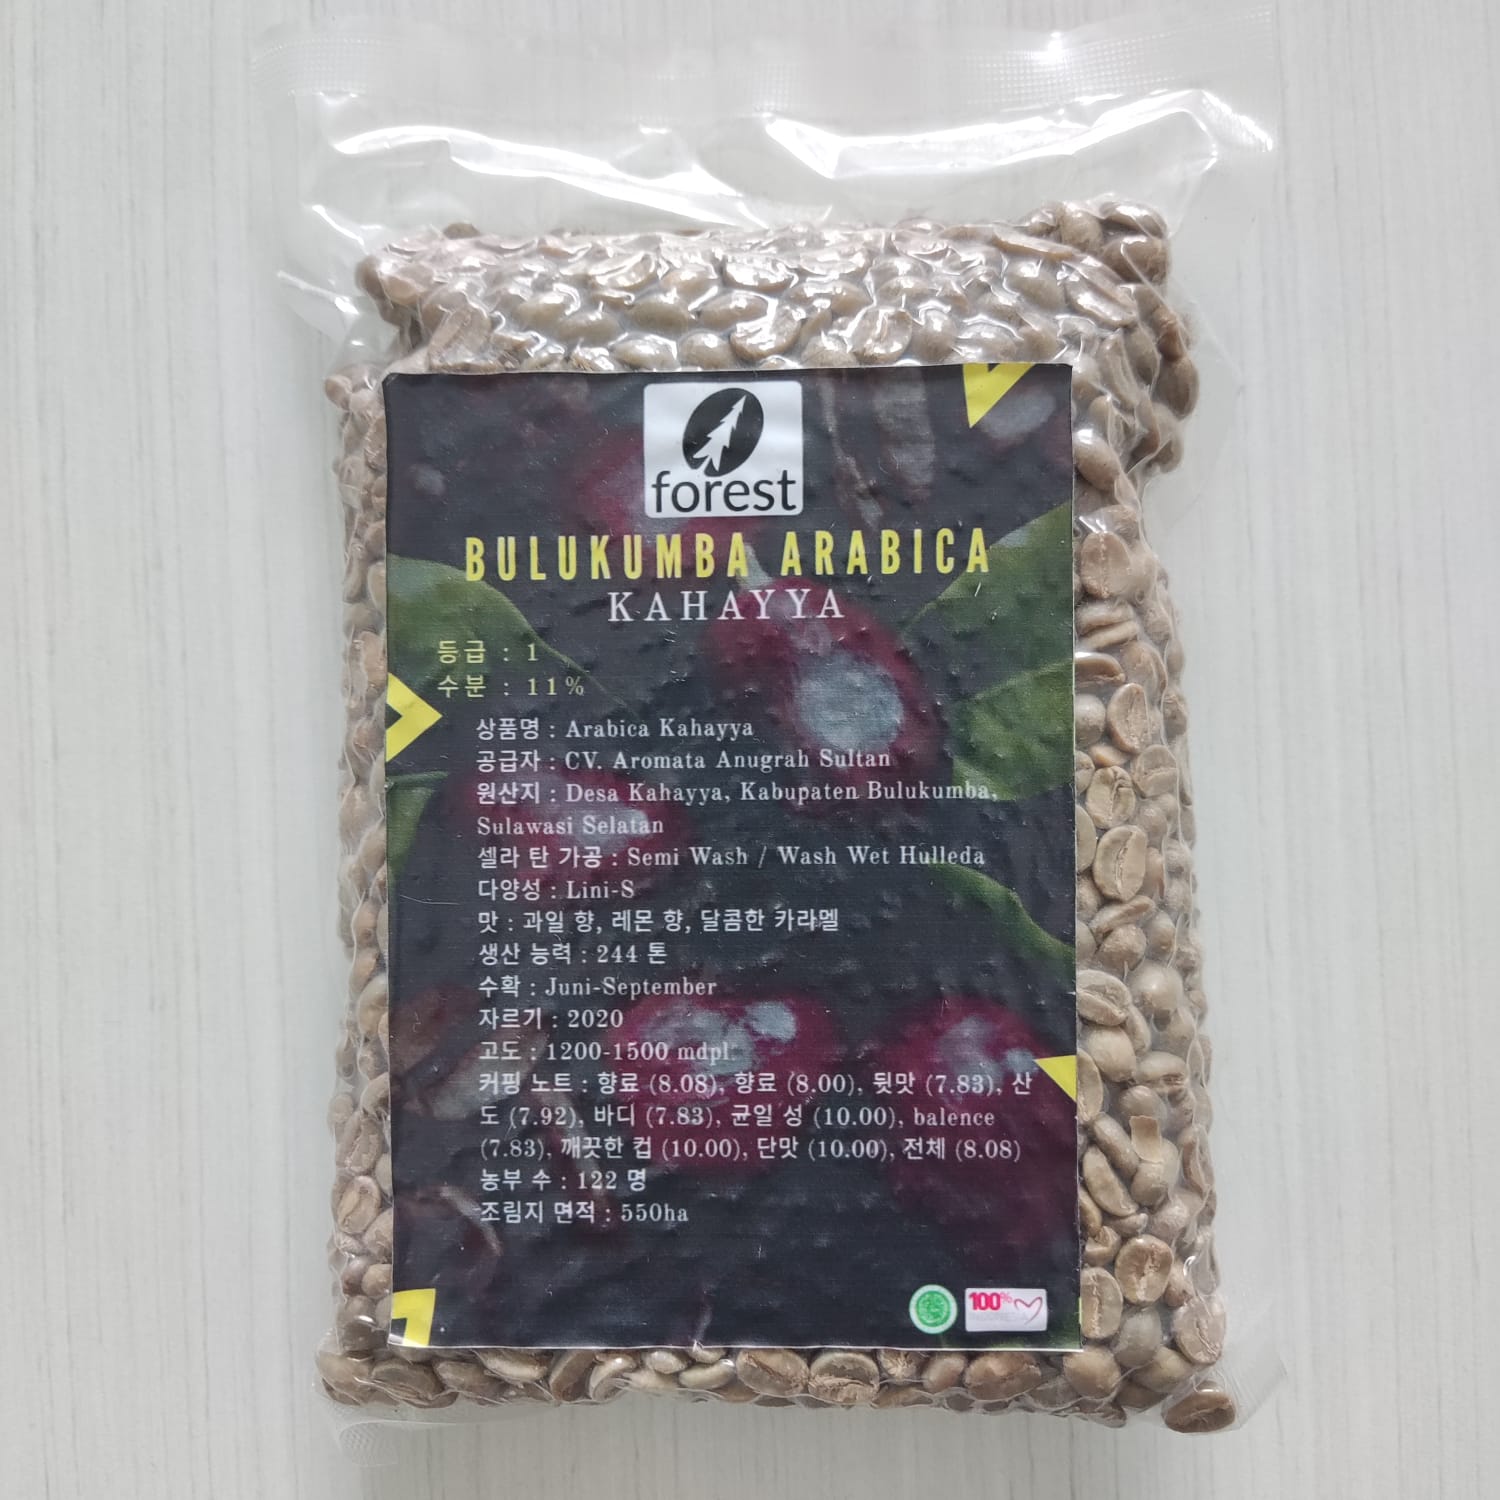 forest
BULUKUMBA ARABICA
KAHAYYA
등급 : 1
수분 : 11%
상품명 : Arabica Kahayya
공급자 : CV. Aromata Anugrah Sultan
원산지 : Desa Kahayya, Kabupaten Bulukumba,
Sulawasi Selatan
셀라 탄 가공 : Semi Wash / Wash Wet Hulleda
다양성 : Lini-S
맛 : 과일 향, 레몬 향, 달콤한 카라멜
생산 능력 : 244 톤
수확 : Juni-September
자르기 : 2020
고도 : 1200-1500 mdpl.
커핑 노트 : 향료 (8.08), 향료 (8.00), 뒷맛 (7.83), 산
도 (7.92), 바디 (7.83), 균일 성 (10.00), balence
(7.83), 깨끗한 컵 (10.00), 단맛 (10.00), 전체 (8.08)
농부 수 : 122 명
조림지 면적 : 550ha
100%